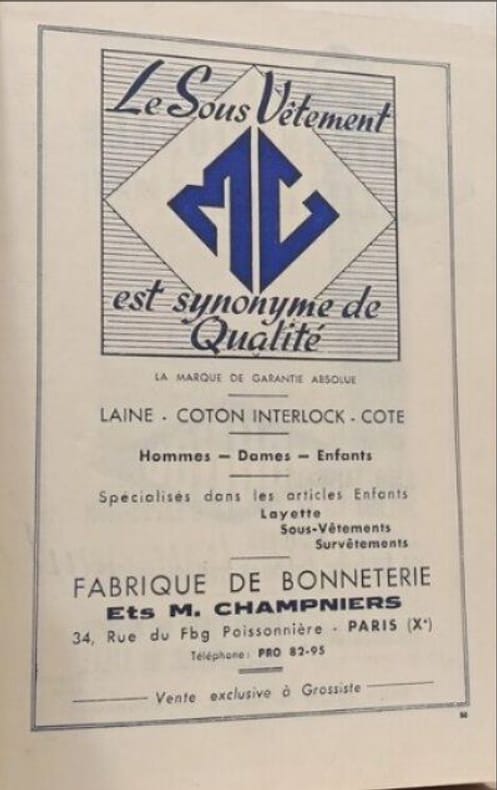 Le Sous Vêtement
MC
est synonyme de
Qualité
LA MARQUE DE GARANTIE ABSOLUE
LAINE - COTON INTERLOCK - COTE
Hommes — Dames — Enfants
Spécialisés dans les articles Enfants
Layette
Sous-Vêtements
Survêtements
FABRIQUE DE BONNETERIE
Ets M. CHAMPNIERS
34, Rue du Fbg Poissonnière - PARIS (Xᵉ)
Téléphone: PRO 82-95
Vente exclusive à Grossiste